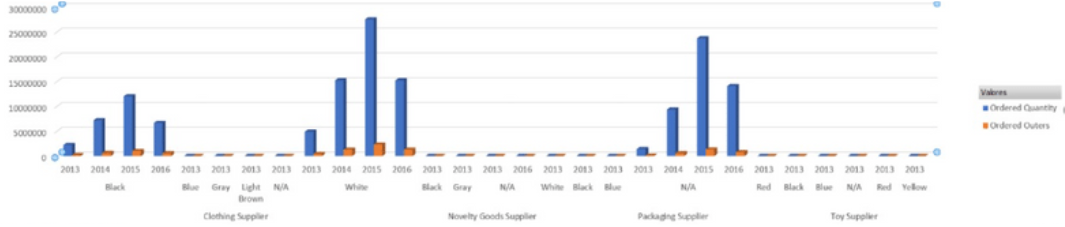 30000000
25000000
20000000
15000000
10000000
5000000
0
2013 2014 2015 2016 2013 2013 2013 2013 2013 2014 2015 2016 2013 2013 2013 2016 2013 2013 2013 2013 2014 2015 2016 2013 2013 2013 2013 2013 2013
Black Blue Gray Light Brown N/A White Black Gray N/A White Black Blue N/A Red Black Blue N/A Red Yellow
Clothing Supplier Novelty Goods Supplier Packaging Supplier Toy Supplier
Valores
Ordered Quantity
Ordered Outers